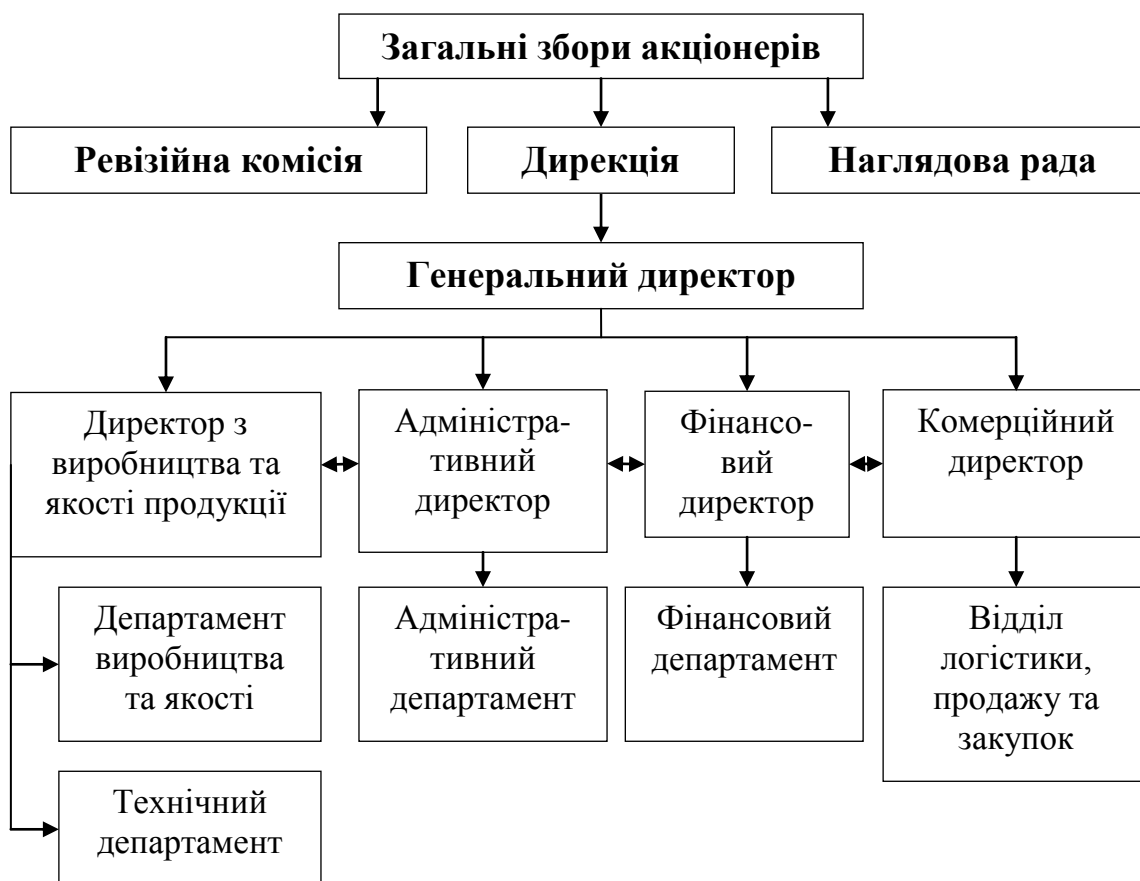 Загальні збори акціонерів
Ревізійна комісія
Дирекція
Наглядова рада
Генеральний директор
Директор з
виробництва та
якості продукції
Адміністра-
тивний
директор
Фінансо-
вий
директор
Комерційний
директор
Департамент
виробництва
та якості
Адміністра-
тивний
департамент
Фінансовий
департамент
Відділ
логістики,
продажу та
закупок
Технічний
департамент